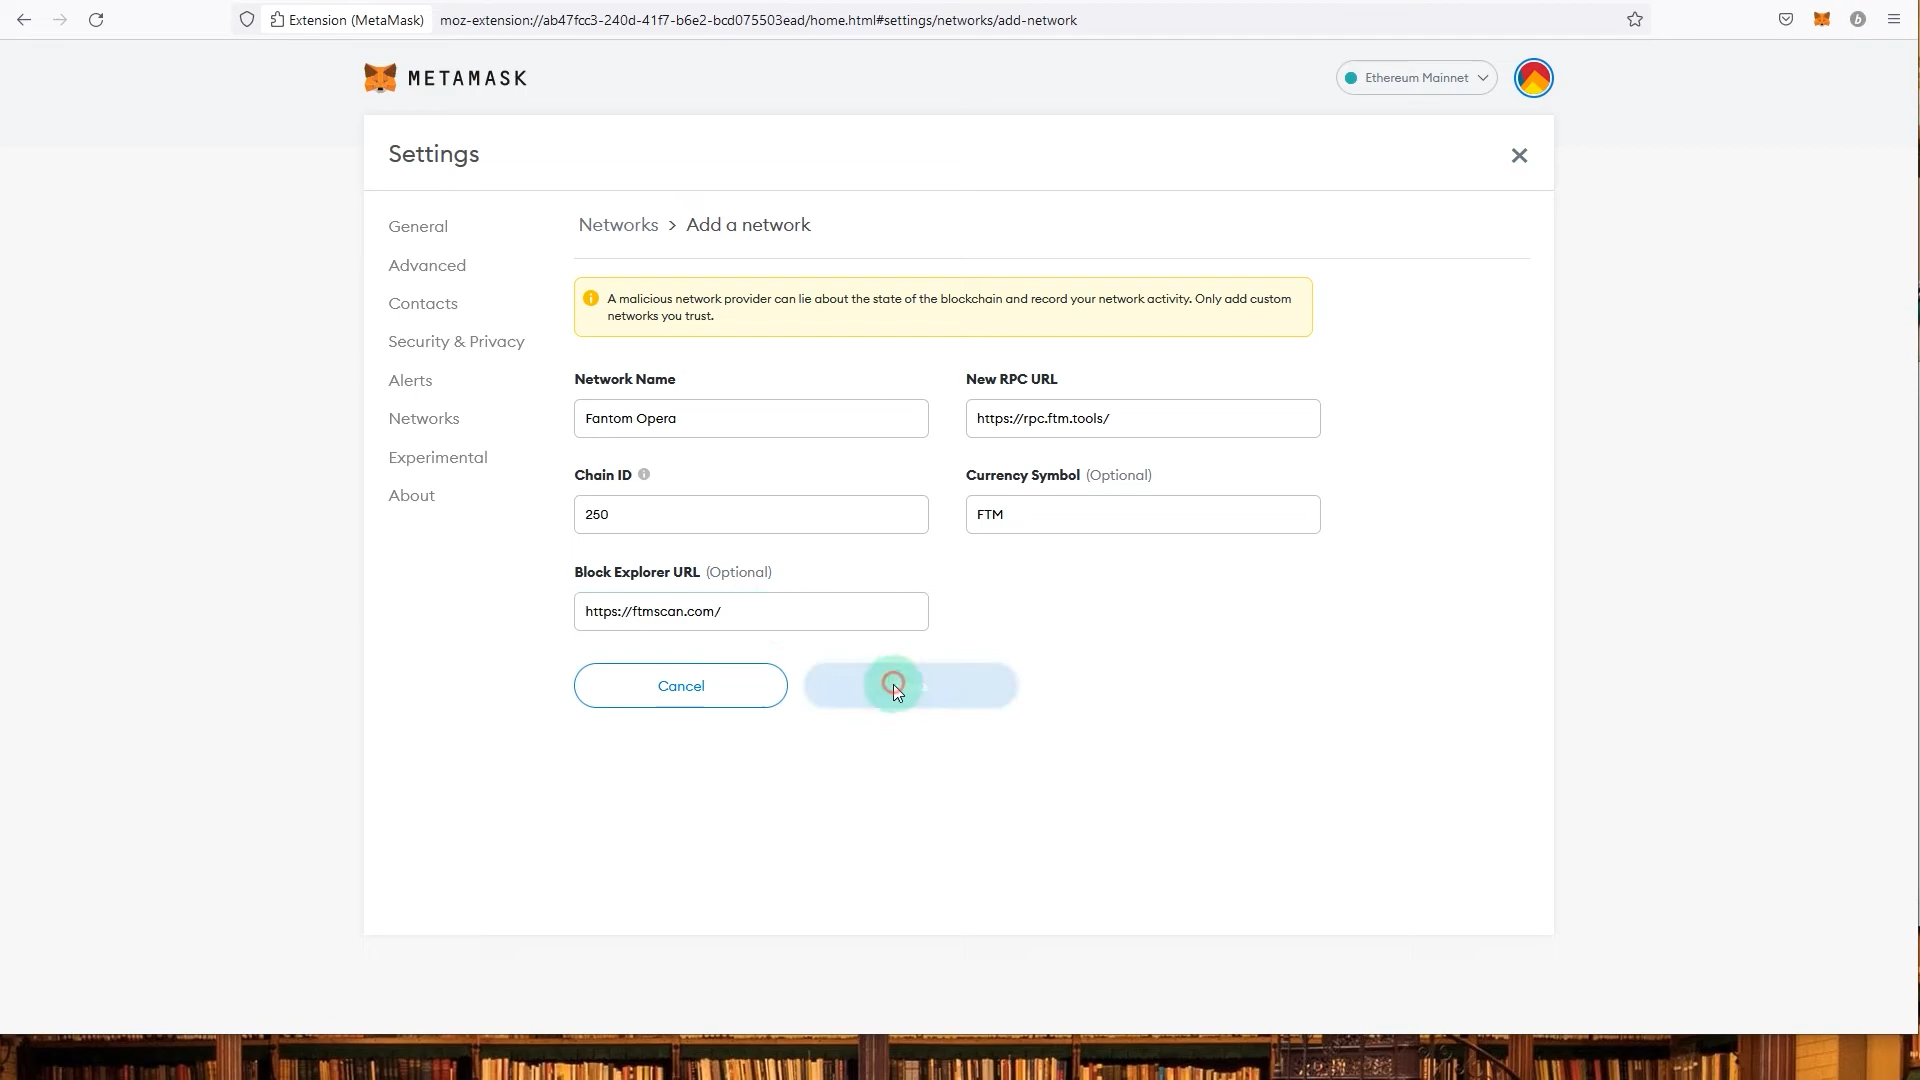 Extension (MetaMask) moz-extension://ab47fcc3-240d-41f7-b6e2-bcd075503ead/home.html#settings/networks/add-network
METAMASK
Ethereum Mainnet
Settings
General
Advanced
Contacts
Security & Privacy
Alerts
Networks
Experimental
About
Networks > Add a network
A malicious network provider can lie about the state of the blockchain and record your network activity. Only add custom
networks you trust.
Network Name
New RPC URL
Fantom Opera
https://rpc.ftm.tools/
Chain ID
Currency Symbol (Optional)
250
FTM
Block Explorer URL (Optional)
https://ftmscan.com/
Cancel